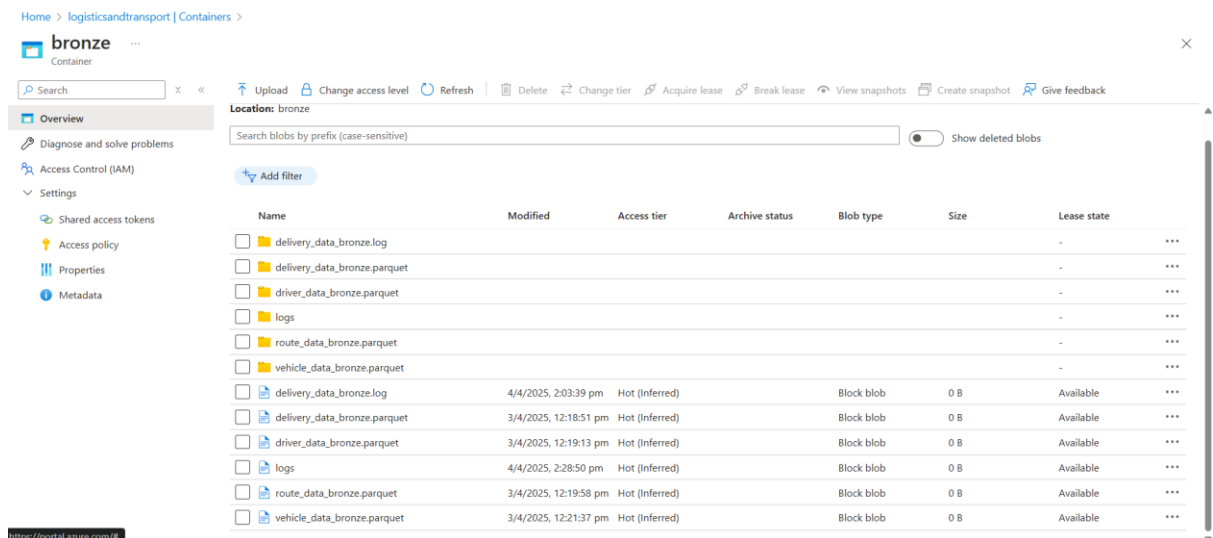 Home > logisticsandtransport | Containers >
bronze ...
Container
Search
Upload Change access level Refresh Delete Change tier Acquire lease Break lease View snapshots Create snapshot Give feedback
Overview
Diagnose and solve problems
Access Control (IAM)
Settings
Shared access tokens
Access policy
Properties
Metadata
Location: bronze
Search blobs by prefix (case-sensitive)
Show deleted blobs
Add filter
Name Modified Access tier Archive status Blob type Size Lease state
delivery_data_bronze.log - ...
delivery_data_bronze.parquet - ...
driver_data_bronze.parquet - ...
logs - ...
route_data_bronze.parquet - ...
vehicle_data_bronze.parquet - ...
delivery_data_bronze.log 4/4/2025, 2:03:39 pm Hot (Inferred) Block blob 0 B Available ...
delivery_data_bronze.parquet 3/4/2025, 12:18:51 pm Hot (Inferred) Block blob 0 B Available ...
driver_data_bronze.parquet 3/4/2025, 12:19:13 pm Hot (Inferred) Block blob 0 B Available ...
logs 4/4/2025, 2:28:50 pm Hot (Inferred) Block blob 0 B Available ...
route_data_bronze.parquet 3/4/2025, 12:19:58 pm Hot (Inferred) Block blob 0 B Available ...
vehicle_data_bronze.parquet 3/4/2025, 12:21:37 pm Hot (Inferred) Block blob 0 B Available ...
https://portal.azure.com/#